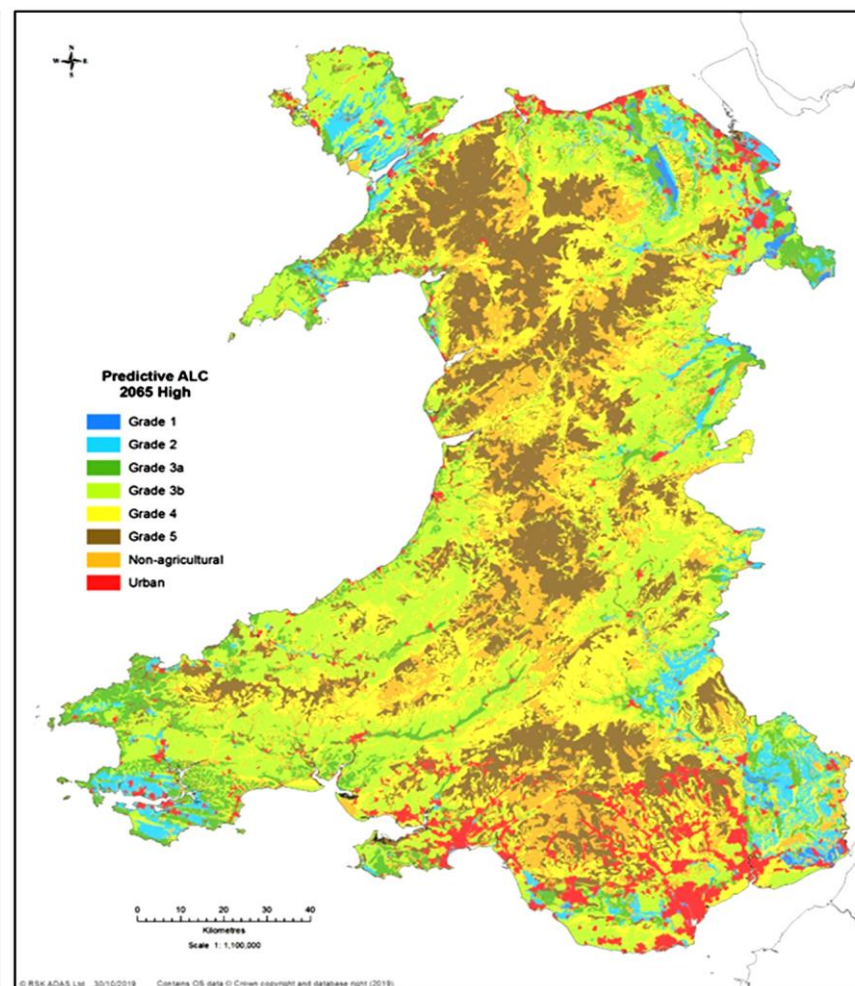 N
W E
S
Predictive ALC
2065 High
Grade 1
Grade 2
Grade 3a
Grade 3b
Grade 4
Grade 5
Non-agricultural
Urban
0 10 20 30 40
Kilometres
Scale 1: 1,100,000
© RSK ADAS Ltd 30/10/2019 Contains OS data © Crown copyright and database right (2019)